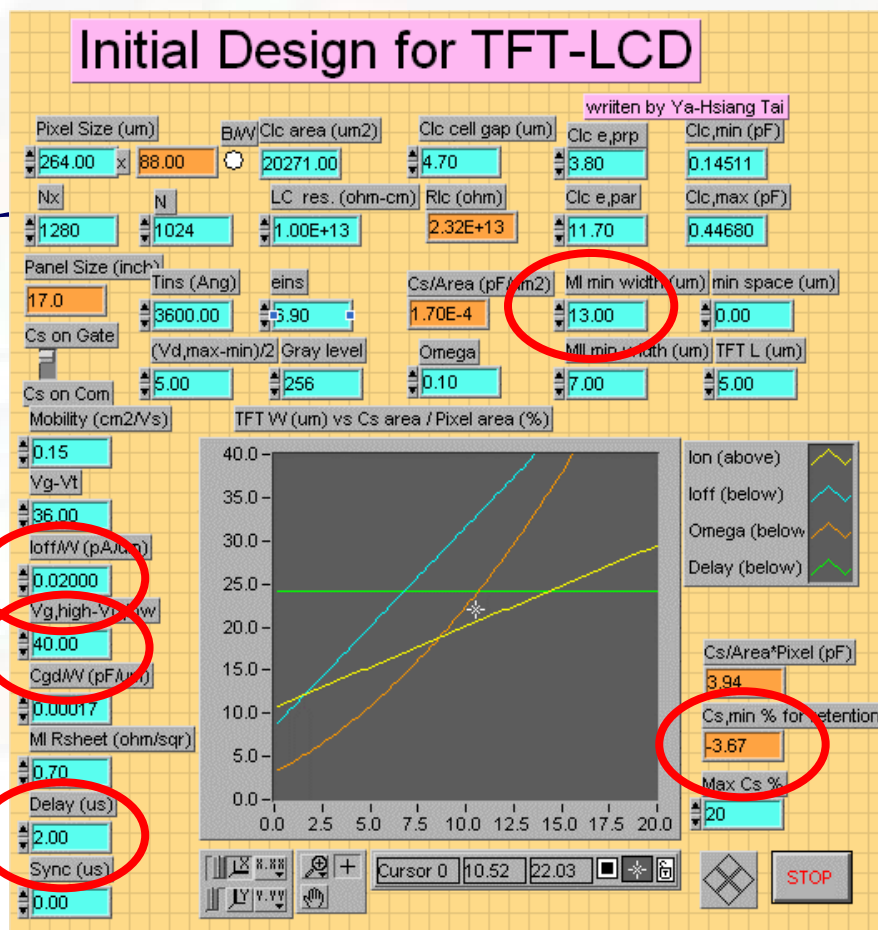 Initial Design for TFT-LCD
wriiten by Ya-Hsiang Tai
Pixel Size (um) B/W Clc area (um2) Clc cell gap (um) Clc e,prp Clc,min (pF)
264.00 x 88.00 20271.00 4.70 3.80 0.14511
Nx N LC res. (ohm-cm) Rlc (ohm) Clc e,par Clc,max (pF)
1280 1024 1.00E+13 2.32E+13 11.70 0.44680
Panel Size (inch) Tins (Ang) eins Cs/Area (pF/um2) MI min width (um) min space (um)
17.0 3600.00 6.90 1.70E-4 13.00 0.00
Cs on Gate (Vd,max-min)/2 Gray level Omega MII min width (um) TFT L (um)
Cs on Com 5.00 256 0.10 7.00 5.00
Mobility (cm2/Vs) TFT W (um) vs Cs area / Pixel area (%)
0.15
Vg-Vt
36.00
Ioff/W (pA/um)
0.02000
40.00
Cgd/W (pF/um)
0.00017
MI Rsheet (ohm/sqr)
0.70
Delay (us)
2.00
Sync (us)
0.00
40.0
35.0
30.0
25.0
20.0
15.0
10.0
5.0
0.0
0.0 2.5 5.0 7.5 10.0 12.5 15.0 17.5 20.0
Ion (above)
Ioff (below)
Omega (below
Delay (below)
Cs/Area*Pixel (pF)
3.94
Cs,min % for retention
-3.67
Max Cs %
20
X X.XX
Y Y.YY
Cursor 0 10.52 22.03
STOP